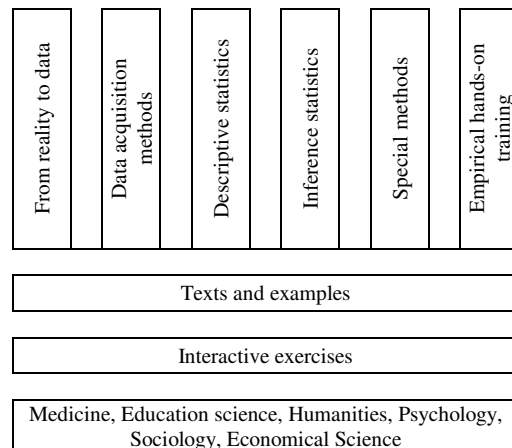 From reality to data
Data acquisition
methods
Descriptive statistics
Inference statistics
Special methods
Empirical hands-on
training
Texts and examples
Interactive exercises
Medicine, Education science, Humanities, Psychology,
Sociology, Economical Science